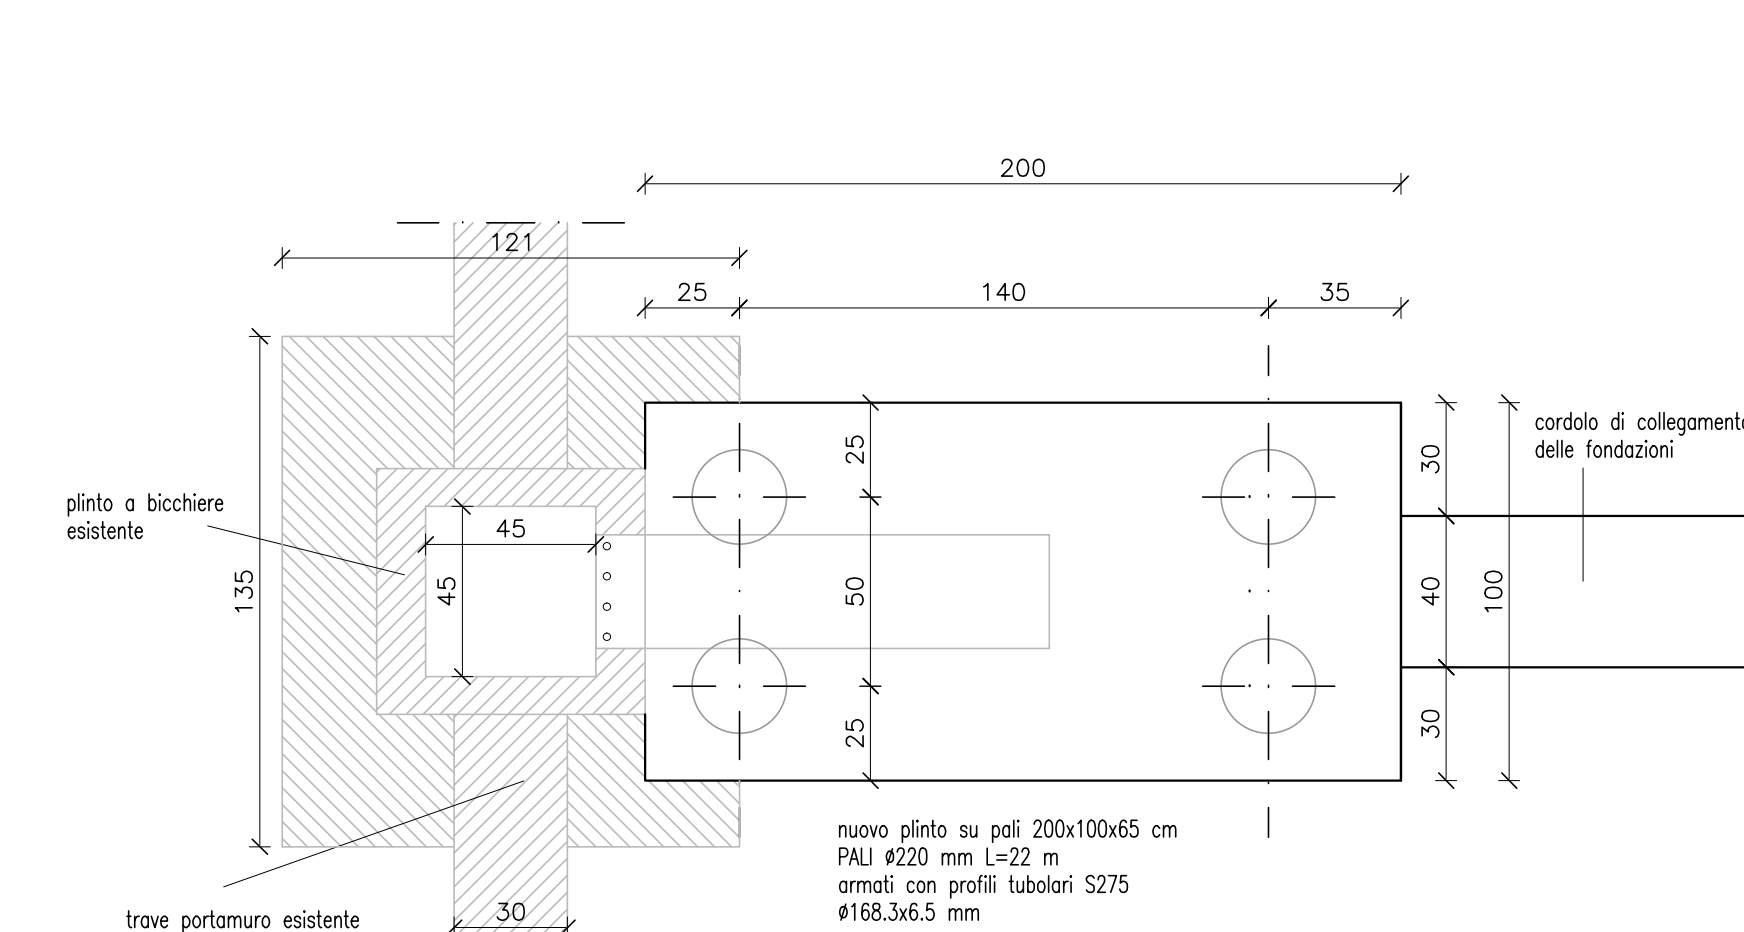 200
121
25
140
35
25
30
cordolo di collegamento
delle fondazioni
plinto a bicchiere
esistente
45
45
135
50
40
100
25
30
nuovo plinto su pali 200x100x65 cm
PALI ø220 mm L=22 m
armati con profili tubolari S275
ø168.3x6.5 mm
trave portamuro esistente
30